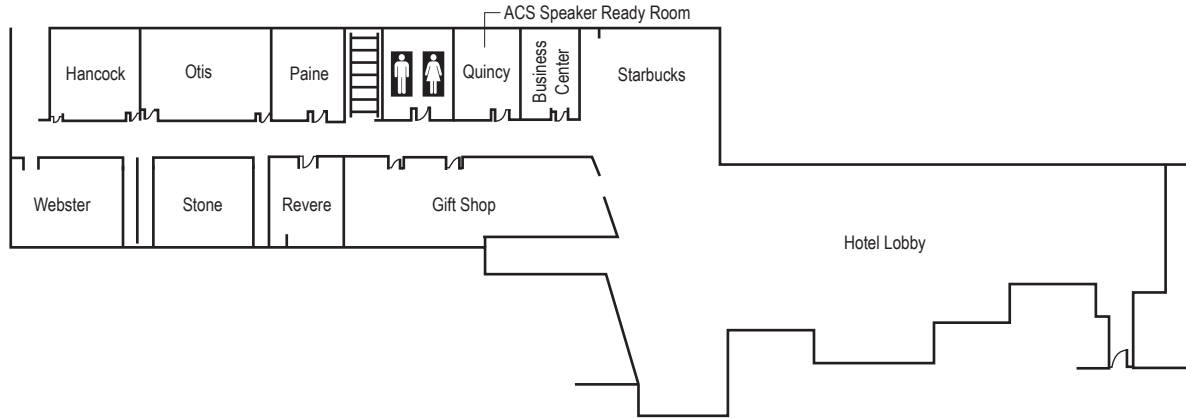 ACS Speaker Ready Room
Hancock
Otis
Paine
Quincy
Business
Center
Starbucks
Webster
Stone
Revere
Gift Shop
Hotel Lobby